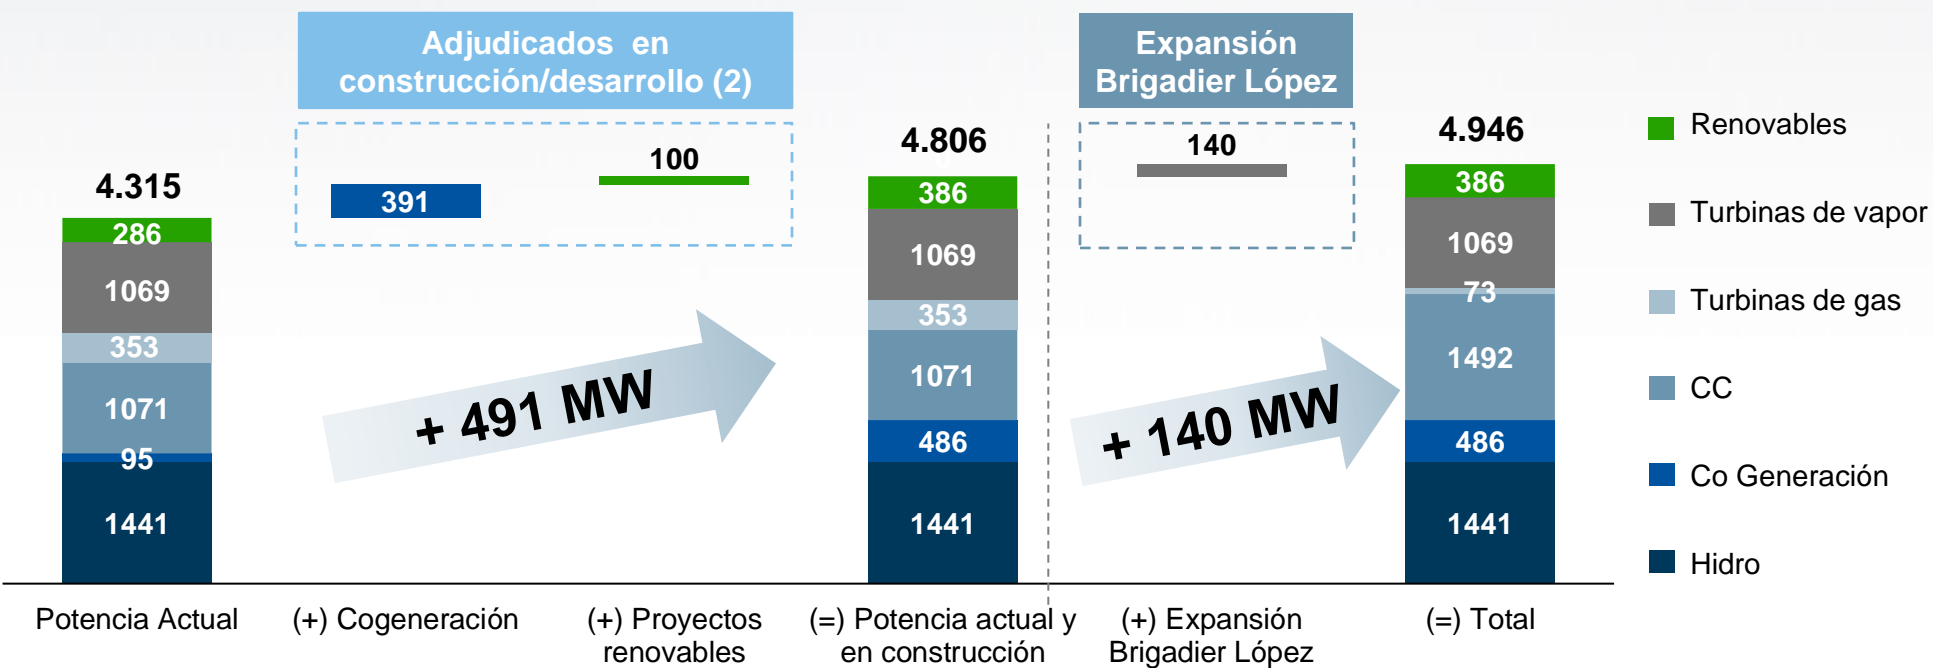 Adjudicados en
construcción/desarrollo (2)
Expansión
Brigadier López
4.315
286
1069
353
1071
95
1441
391
100
+ 491 MW
4.806
386
1069
353
1071
486
1441
140
+ 140 MW
4.946
386
1069
73
1492
486
1441
Renovables
Turbinas de vapor
Turbinas de gas
CC
Co Generación
Hidro
Potencia Actual
(+) Cogeneración
(+) Proyectos
renovables
(=) Potencia actual y
en construcción
(+) Expansión
Brigadier López
(=) Total